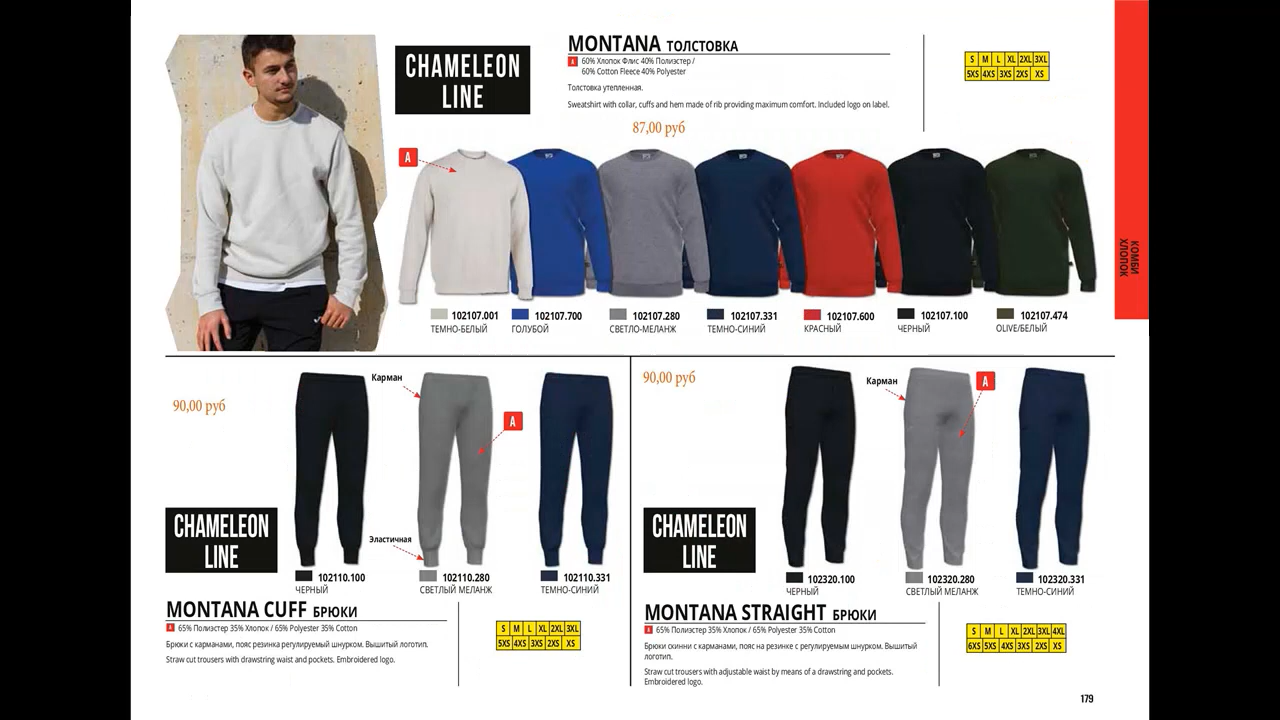 CHAMELEON
LINE
MONTANA ТОЛСТОВКА
A 60% Хлопок Флис 40% Полиэстер /
60% Cotton Fleece 40% Polyester
Толстовка утепленная.
Sweatshirt with collar, cuffs and hem made of rib providing maximum comfort. Included logo on label.
87,00 руб
S M L XL 2XL 3XL
5XS 4XS 3XS 2XS XS
КОМБИ
ХЛОПОК
A
102107.001
ТЕМНО-БЕЛЫЙ
102107.700
ГОЛУБОЙ
102107.280
СВЕТЛО-МЕЛАНЖ
102107.331
ТЕМНО-СИНИЙ
102107.600
КРАСНЫЙ
102107.100
ЧЕРНЫЙ
102107.474
OLIVE/БЕЛЫЙ
90,00 руб
Карман
A
Эластичная
CHAMELEON
LINE
102110.100
ЧЕРНЫЙ
102110.280
СВЕТЛЫЙ МЕЛАНЖ
102110.331
ТЕМНО-СИНИЙ
MONTANA CUFF БРЮКИ
A 65% Полиэстер 35% Хлопок / 65% Polyester 35% Cotton
Брюки с карманами, пояс резинка регулируемый шнурком. Вышитый логотип.
Straw cut trousers with drawstring waist and pockets. Embroidered logo.
S M L XL 2XL 3XL
5XS 4XS 3XS 2XS XS
90,00 руб
Карман
A
CHAMELEON
LINE
102320.100
ЧЕРНЫЙ
102320.280
СВЕТЛЫЙ МЕЛАНЖ
102320.331
ТЕМНО-СИНИЙ
MONTANA STRAIGHT БРЮКИ
A 65% Полиэстер 35% Хлопок / 65% Polyester 35% Cotton
Брюки скинни с карманами, пояс на резинке с регулируемым шнурком. Вышитый
логотип.
Straw cut trousers with adjustable waist by means of a drawstring and pockets.
Embroidered logo.
S M L XL 2XL 3XL 4XL
6XS 5XS 4XS 3XS 2XS XS
179